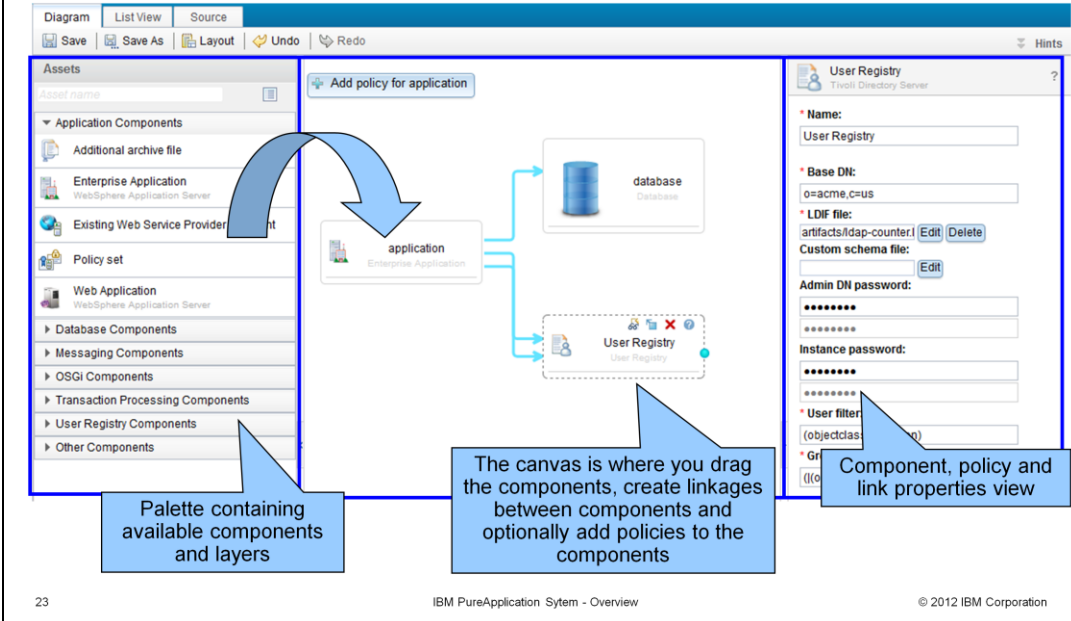 Diagram
List View
Source
Save
Save As
Layout
Undo
Redo
Hints
Assets
Asset name
Application Components
Additional archive file
Enterprise Application
WebSphere Application Server
Existing Web Service Provider
nt
Policy set
Web Application
WebSphere Application Server
Database Components
Messaging Components
OSGi Components
Transaction Processing Components
User Registry Components
Other Components
Palette containing
available components
and layers
Add policy for application
application
Enterprise Application
database
Database
User Registry
User Registry
The canvas is where you drag
the components, create linkages
between components and
optionally add policies to the
components
User Registry
Tivoli Directory Server
?
* Name:
User Registry
* Base DN:
o=acme,c=us
* LDIF file:
artifacts/ldap-counter.l Edit Delete
Custom schema file:
Edit
Admin DN password:
●●●●●●●●
●●●●●●●●
Instance password:
●●●●●●●●
●●●●●●●●
* User filter
(objectclas on)
* Gr
(|(o
Component, policy and
link properties view
23
IBM PureApplication Sytem - Overview
© 2012 IBM Corporation